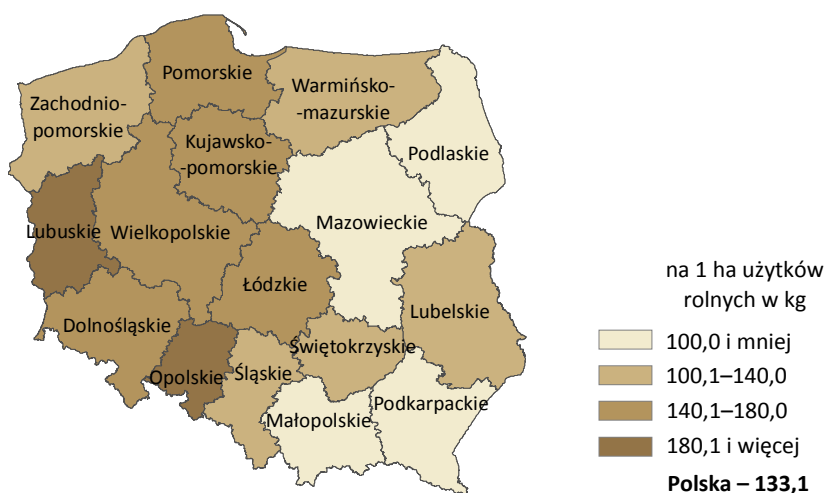 Pomorskie
Warmińsko-
-mazurskie
Zachodnio-
pomorskie
Kujawsko-
-pomorskie
Podlaskie
Mazowieckie
Lubuskie
Wielkopolskie
Łódzkie
Lubelskie
Dolnośląskie
Świętokrzyskie
Opolskie
Śląskie
Małopolskie
Podkarpackie
na 1 ha użytków
rolnych w kg
100,0 i mniej
100,1–140,0
140,1–180,0
180,1 i więcej
Polska – 133,1